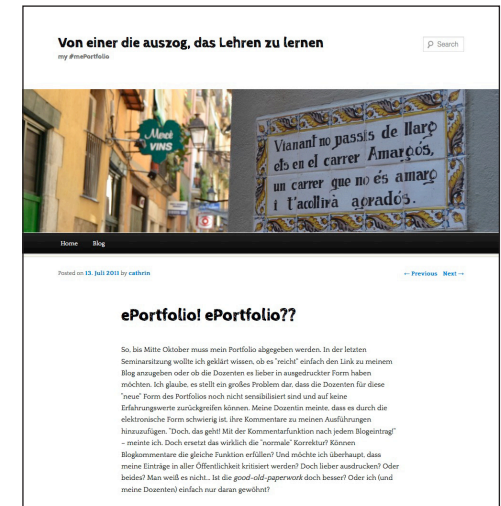 Von einer die auszog, das Lehren zu lernen
my #mePortfolio
Search
Mercè
VINS
Vianant no passis de llarg
els en el carrer Amargós,
un carrer que no és amarg
i t'acollirà agradós.
Home Blog
Posted on 13. Juli 2011 by cathrin
← Previous Next →
ePortfolio! ePortfolio??
So, bis Mitte Oktober muss mein Portfolio abgegeben werden. In der letzten
Seminarsitzung wollte ich geklärt wissen, ob es "reicht" einfach den Link zu meinem
Blog anzugeben oder ob die Dozenten es lieber in ausgedruckter Form haben
möchten. Ich glaube, es stellt ein großes Problem dar, dass die Dozenten für diese
"neue" Form des Portfolios noch nicht sensibilisiert sind und auf keine
Erfahrungswerte zurückgreifen können. Meine Dozentin meinte, dass es durch die
elektronische Form schwierig ist, ihre Kommentare zu meinen Ausführungen
hinzuzufügen. "Doch, das geht! Mit der Kommentarfunktion nach jedem Blogeintrag!"
– meinte ich. Doch ersetzt das wirklich die "normale" Korrektur? Können
Blogkommentare die gleiche Funktion erfüllen? Und möchte ich überhaupt, dass
meine Einträge in aller Öffentlichkeit kritisiert werden? Doch lieber ausdrucken? Oder
beides? Man weiß es nicht... Ist die good-old-paperwork doch besser? Oder ich (und
meine Dozenten) einfach nur daran gewöhnt?